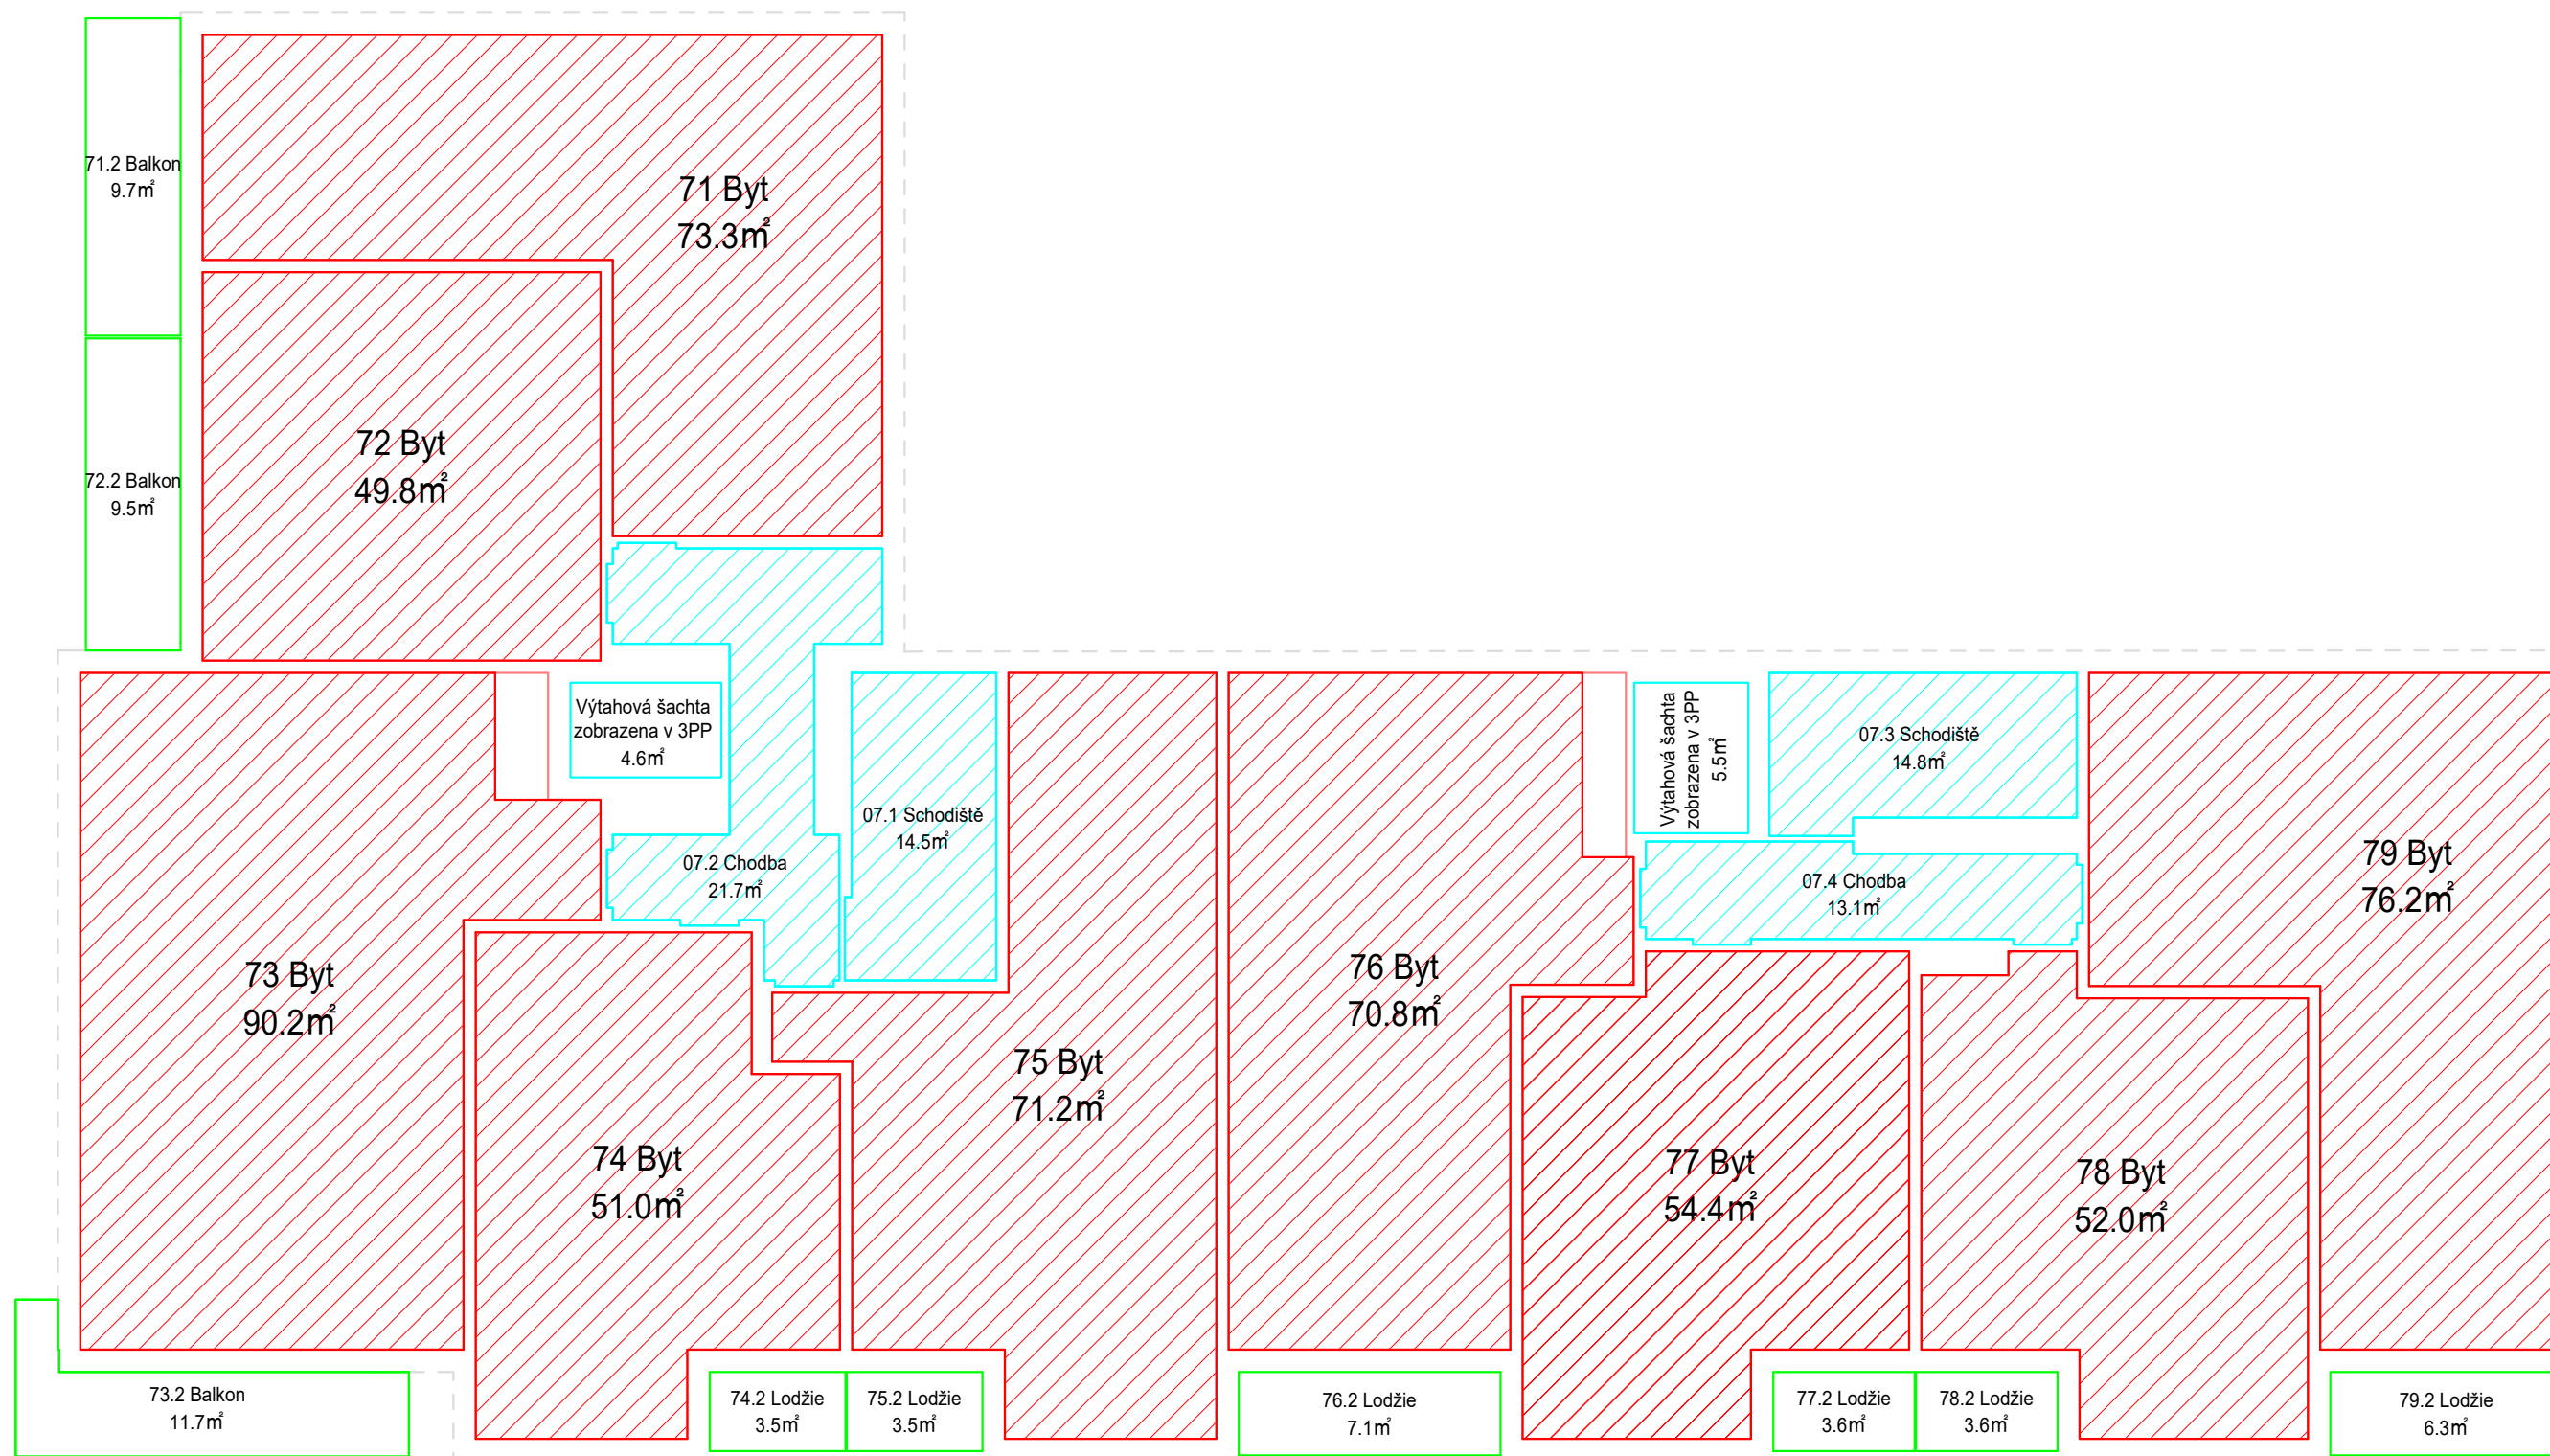 71.2 Balkon
9.7m²
71 Byt
73.3m²
72 Byt
49.8m²
72.2 Balkon
9.5m²
Výtahová šachta
zobrazena v 3PP
4.6m²
07.1 Schodiště
14.5m²
07.2 Chodba
21.7m²
Výtahová šachta
zobrazena v 3PP
5.5m²
07.3 Schodiště
14.8m²
07.4 Chodba
13.1m²
79 Byt
76.2m²
73 Byt
90.2m²
76 Byt
70.8m²
75 Byt
71.2m²
74 Byt
51.0m²
77 Byt
54.4m²
78 Byt
52.0m²
73.2 Balkon
11.7m²
74.2 Lodžie
3.5m²
75.2 Lodžie
3.5m²
76.2 Lodžie
7.1m²
77.2 Lodžie
3.6m²
78.2 Lodžie
3.6m²
79.2 Lodžie
6.3m²